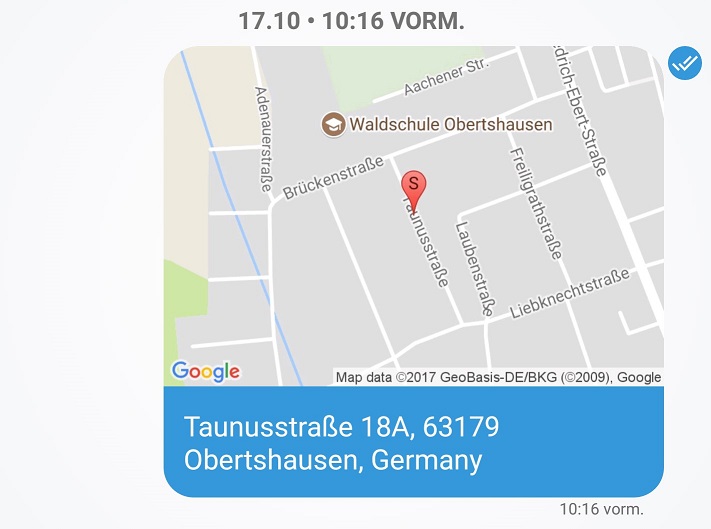 17.10 • 10:16 VORM.
Aachener Str.
drich-Ebert-Straße
Adenauerstraße
Waldschule Obertshausen
Brückenstraße
Freiligrathstraße
S
Taunusstraße
Laubenstraße
Liebknechtstraße
Google
Map data ©2017 GeoBasis-DE/BKG (©2009), Google
Taunusstraße 18A, 63179
Obertshausen, Germany
10:16 vorm.